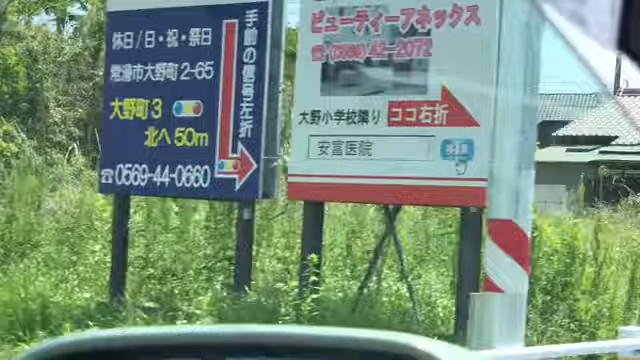 休日/日・祝・祭日
常滑市大野町2-65
大野町3
北へ50m
☎0569-44-0660
手前の信号左折
ビューティーアネックス
大野小学校隣り ココ右折
安富医院